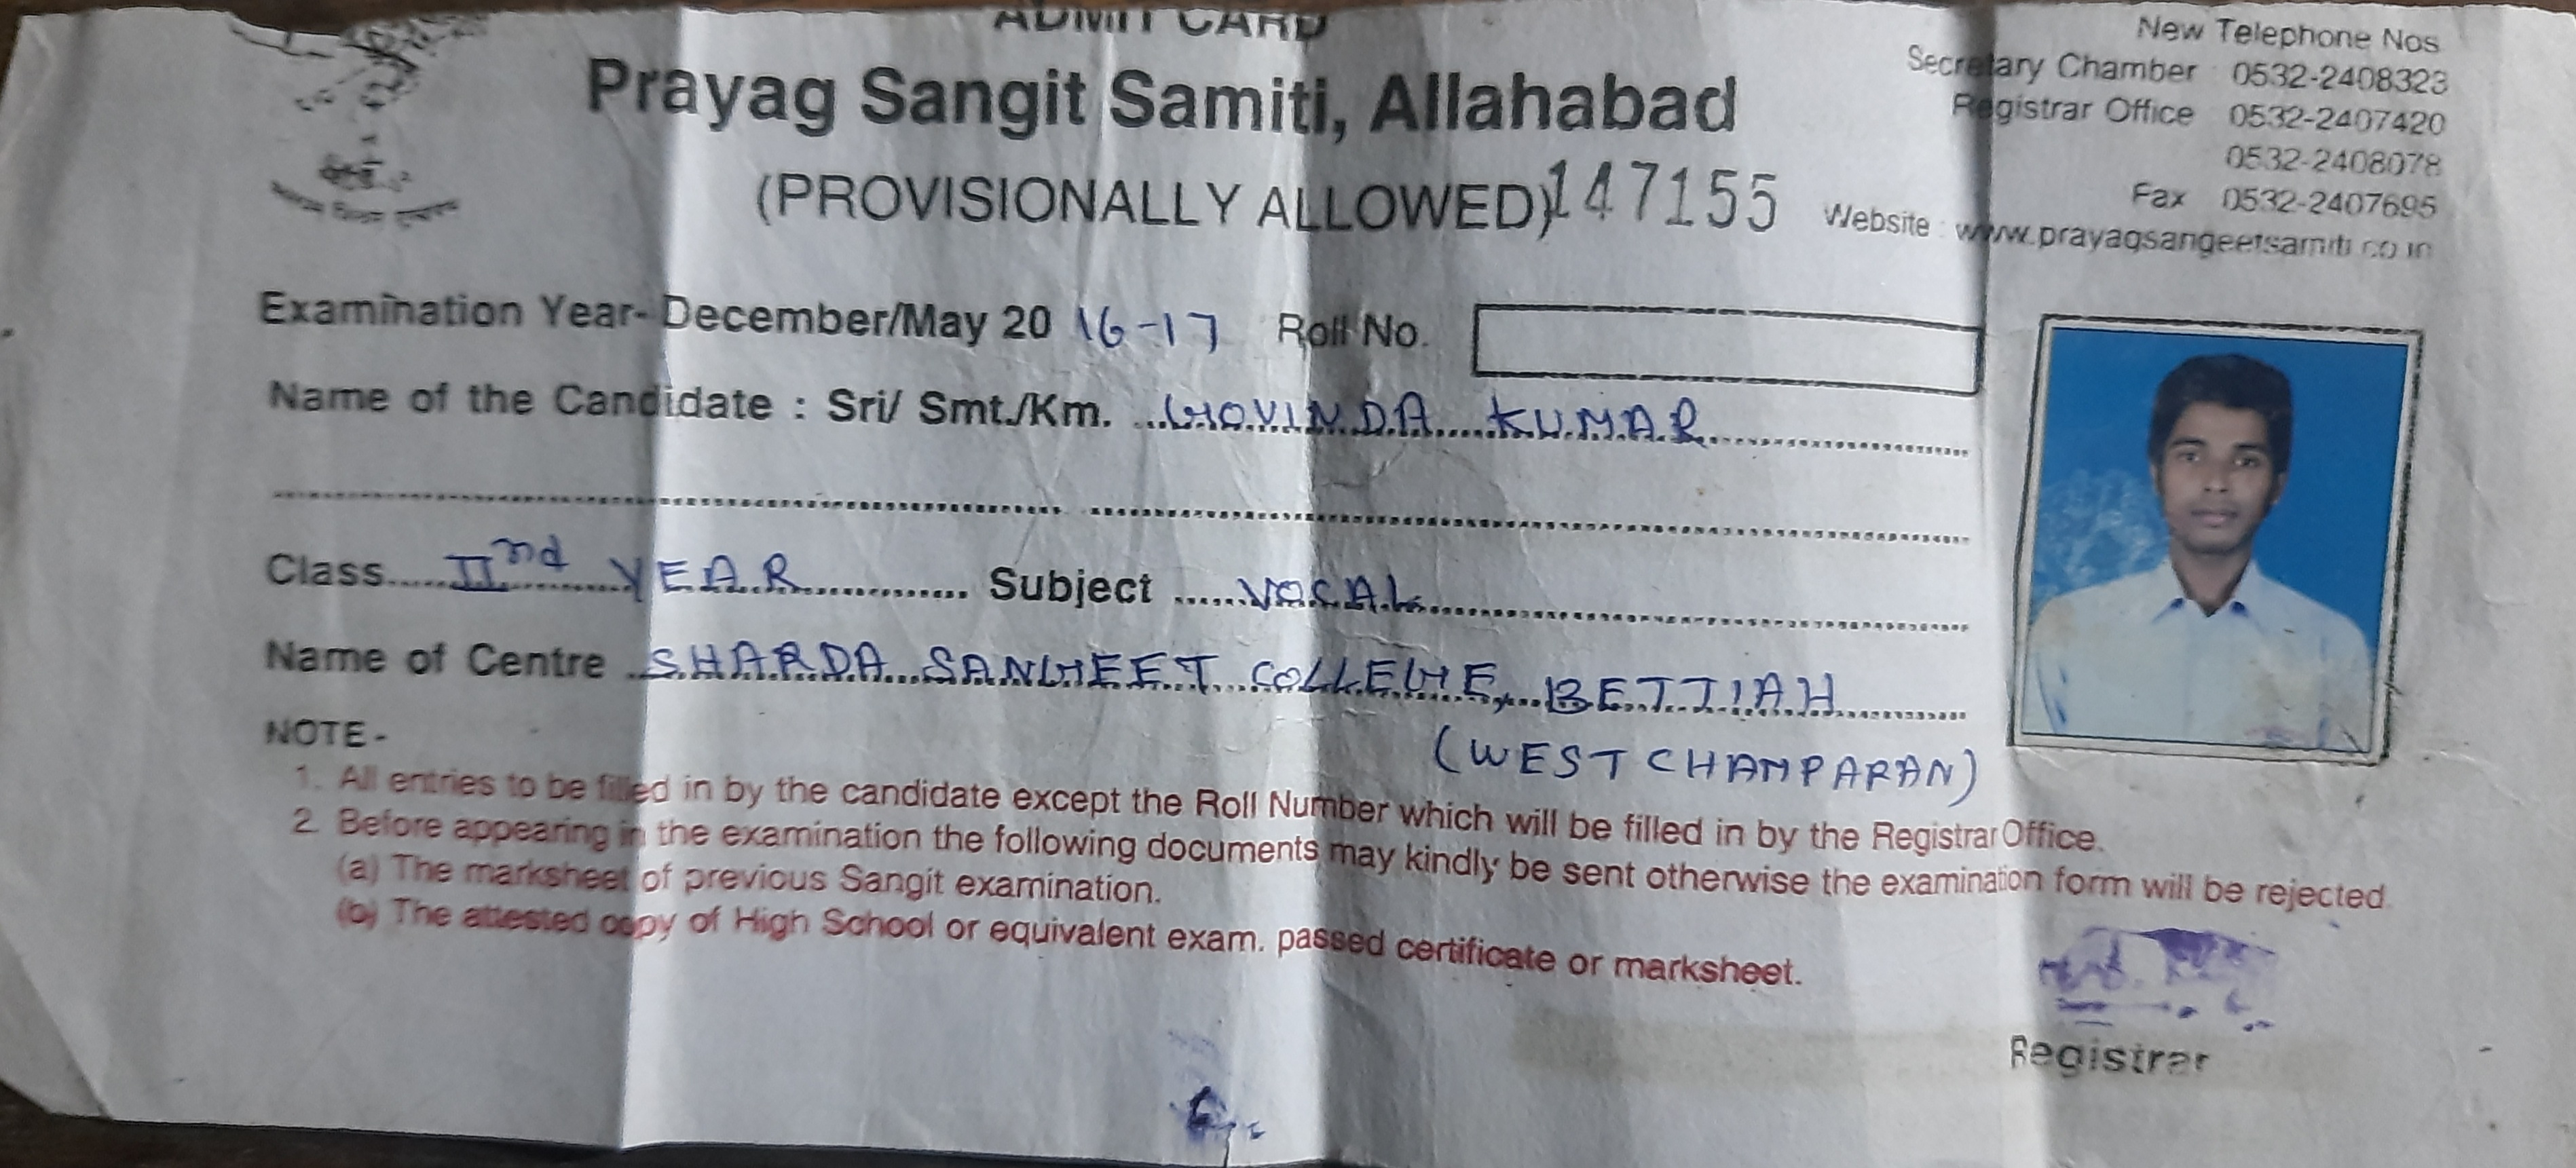 ADMIT CARD
Prayag Sangit Samiti, Allahabad
(PROVISIONALLY ALLOWED) 147155
New Telephone Nos
Secretary Chamber 0532-2408323
Registrar Office 0532-2407420
0532-2408078
Fax 0532-2407695
Website : www.prayagsangeetsamiti.co.in
Examination Year- December/May 20 16-17 Roll No.
Name of the Candidate : Sri/ Smt./Km. GOVINDA KUMAR
Class IInd YEAR Subject VOCAL
Name of Centre SHARDA SANGEET COLLEGE, BETTIAH
(WEST CHAMPARAN)
NOTE -
1. All entries to be filled in by the candidate except the Roll Number which will be filled in by the Registrar Office.
2. Before appearing in the examination the following documents may kindly be sent otherwise the examination form will be rejected.
(a) The marksheet of previous Sangit examination.
(b) The attested copy of High School or equivalent exam. passed certificate or marksheet.
Registrar